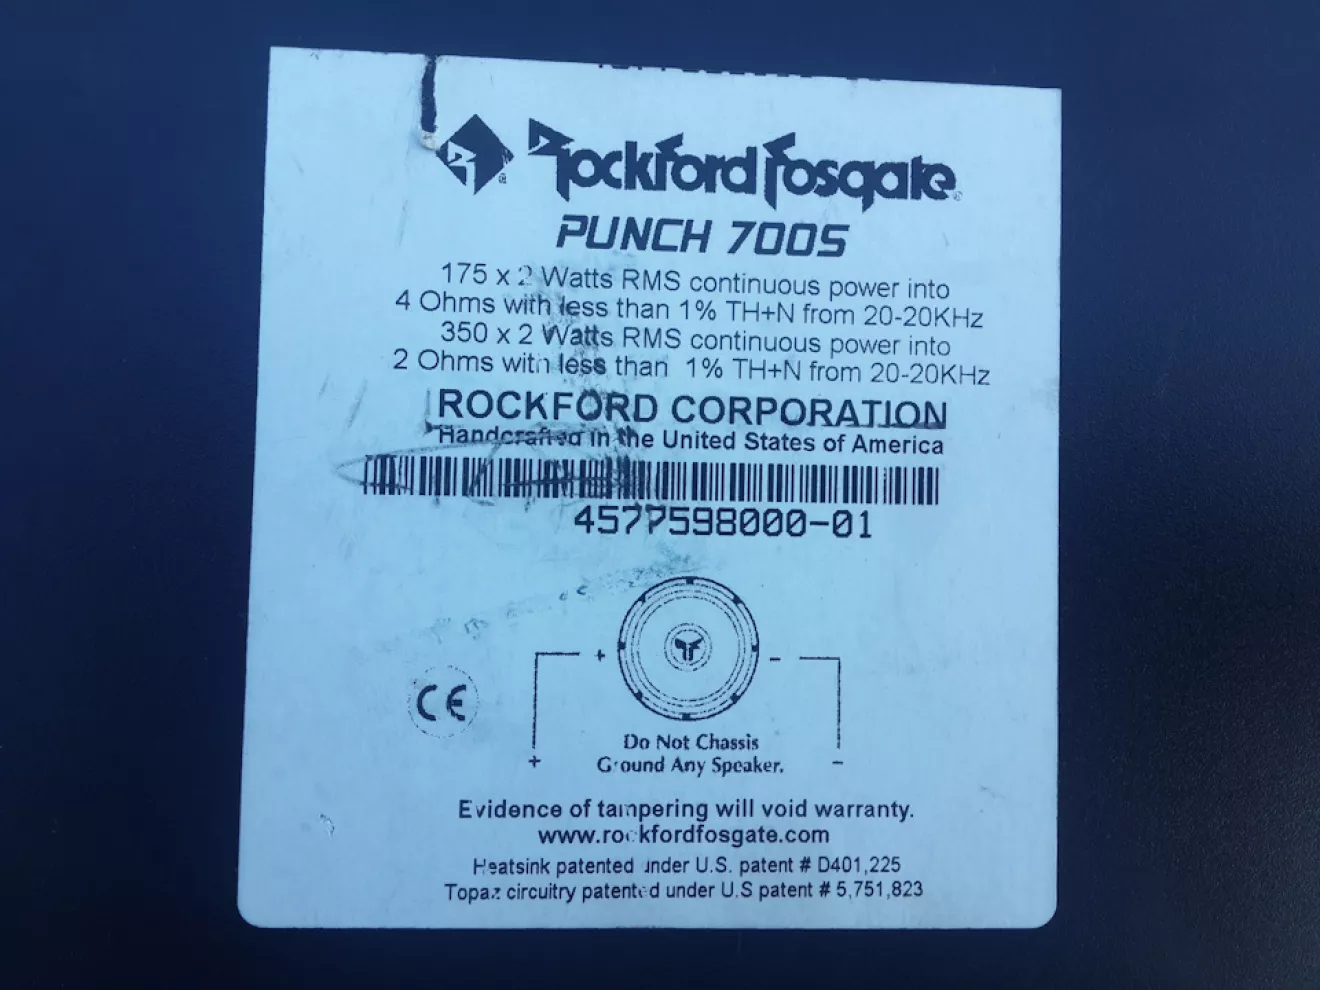 Rockford Fosgate
PUNCH 700S
175 x 2 Watts RMS continuous power into
4 Ohms with less than 1% TH+N from 20-20KHz
350 x 2 Watts RMS continuous power into
2 Ohms with less than 1% TH+N from 20-20KHz
ROCKFORD CORPORATION
Handcrafted in the United States of America
4577598000-01
+ -
CE
Do Not Chassis
Ground Any Speaker.
+ -
Evidence of tampering will void warranty.
www.rockfordfosgate.com
Heatsink patented under U.S. patent # D401,225
Topaz circuitry patented under U.S patent # 5,751,823